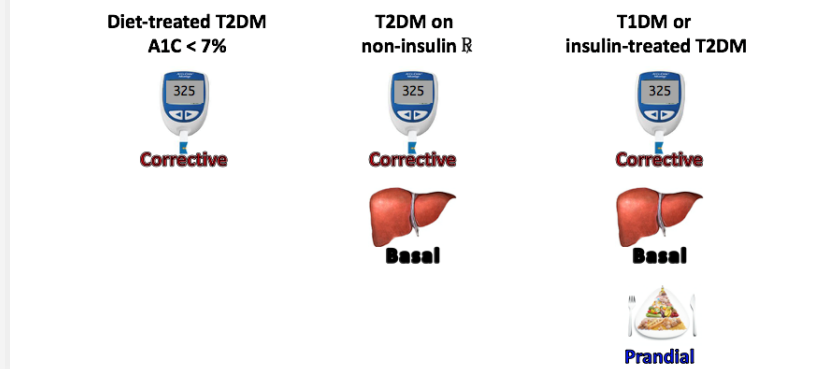 Diet-treated T2DM
A1C < 7%
T2DM on
non-insulin ℞
T1DM or
insulin-treated T2DM
325
325
325
Corrective
Corrective
Corrective
Basal
Basal
Prandial